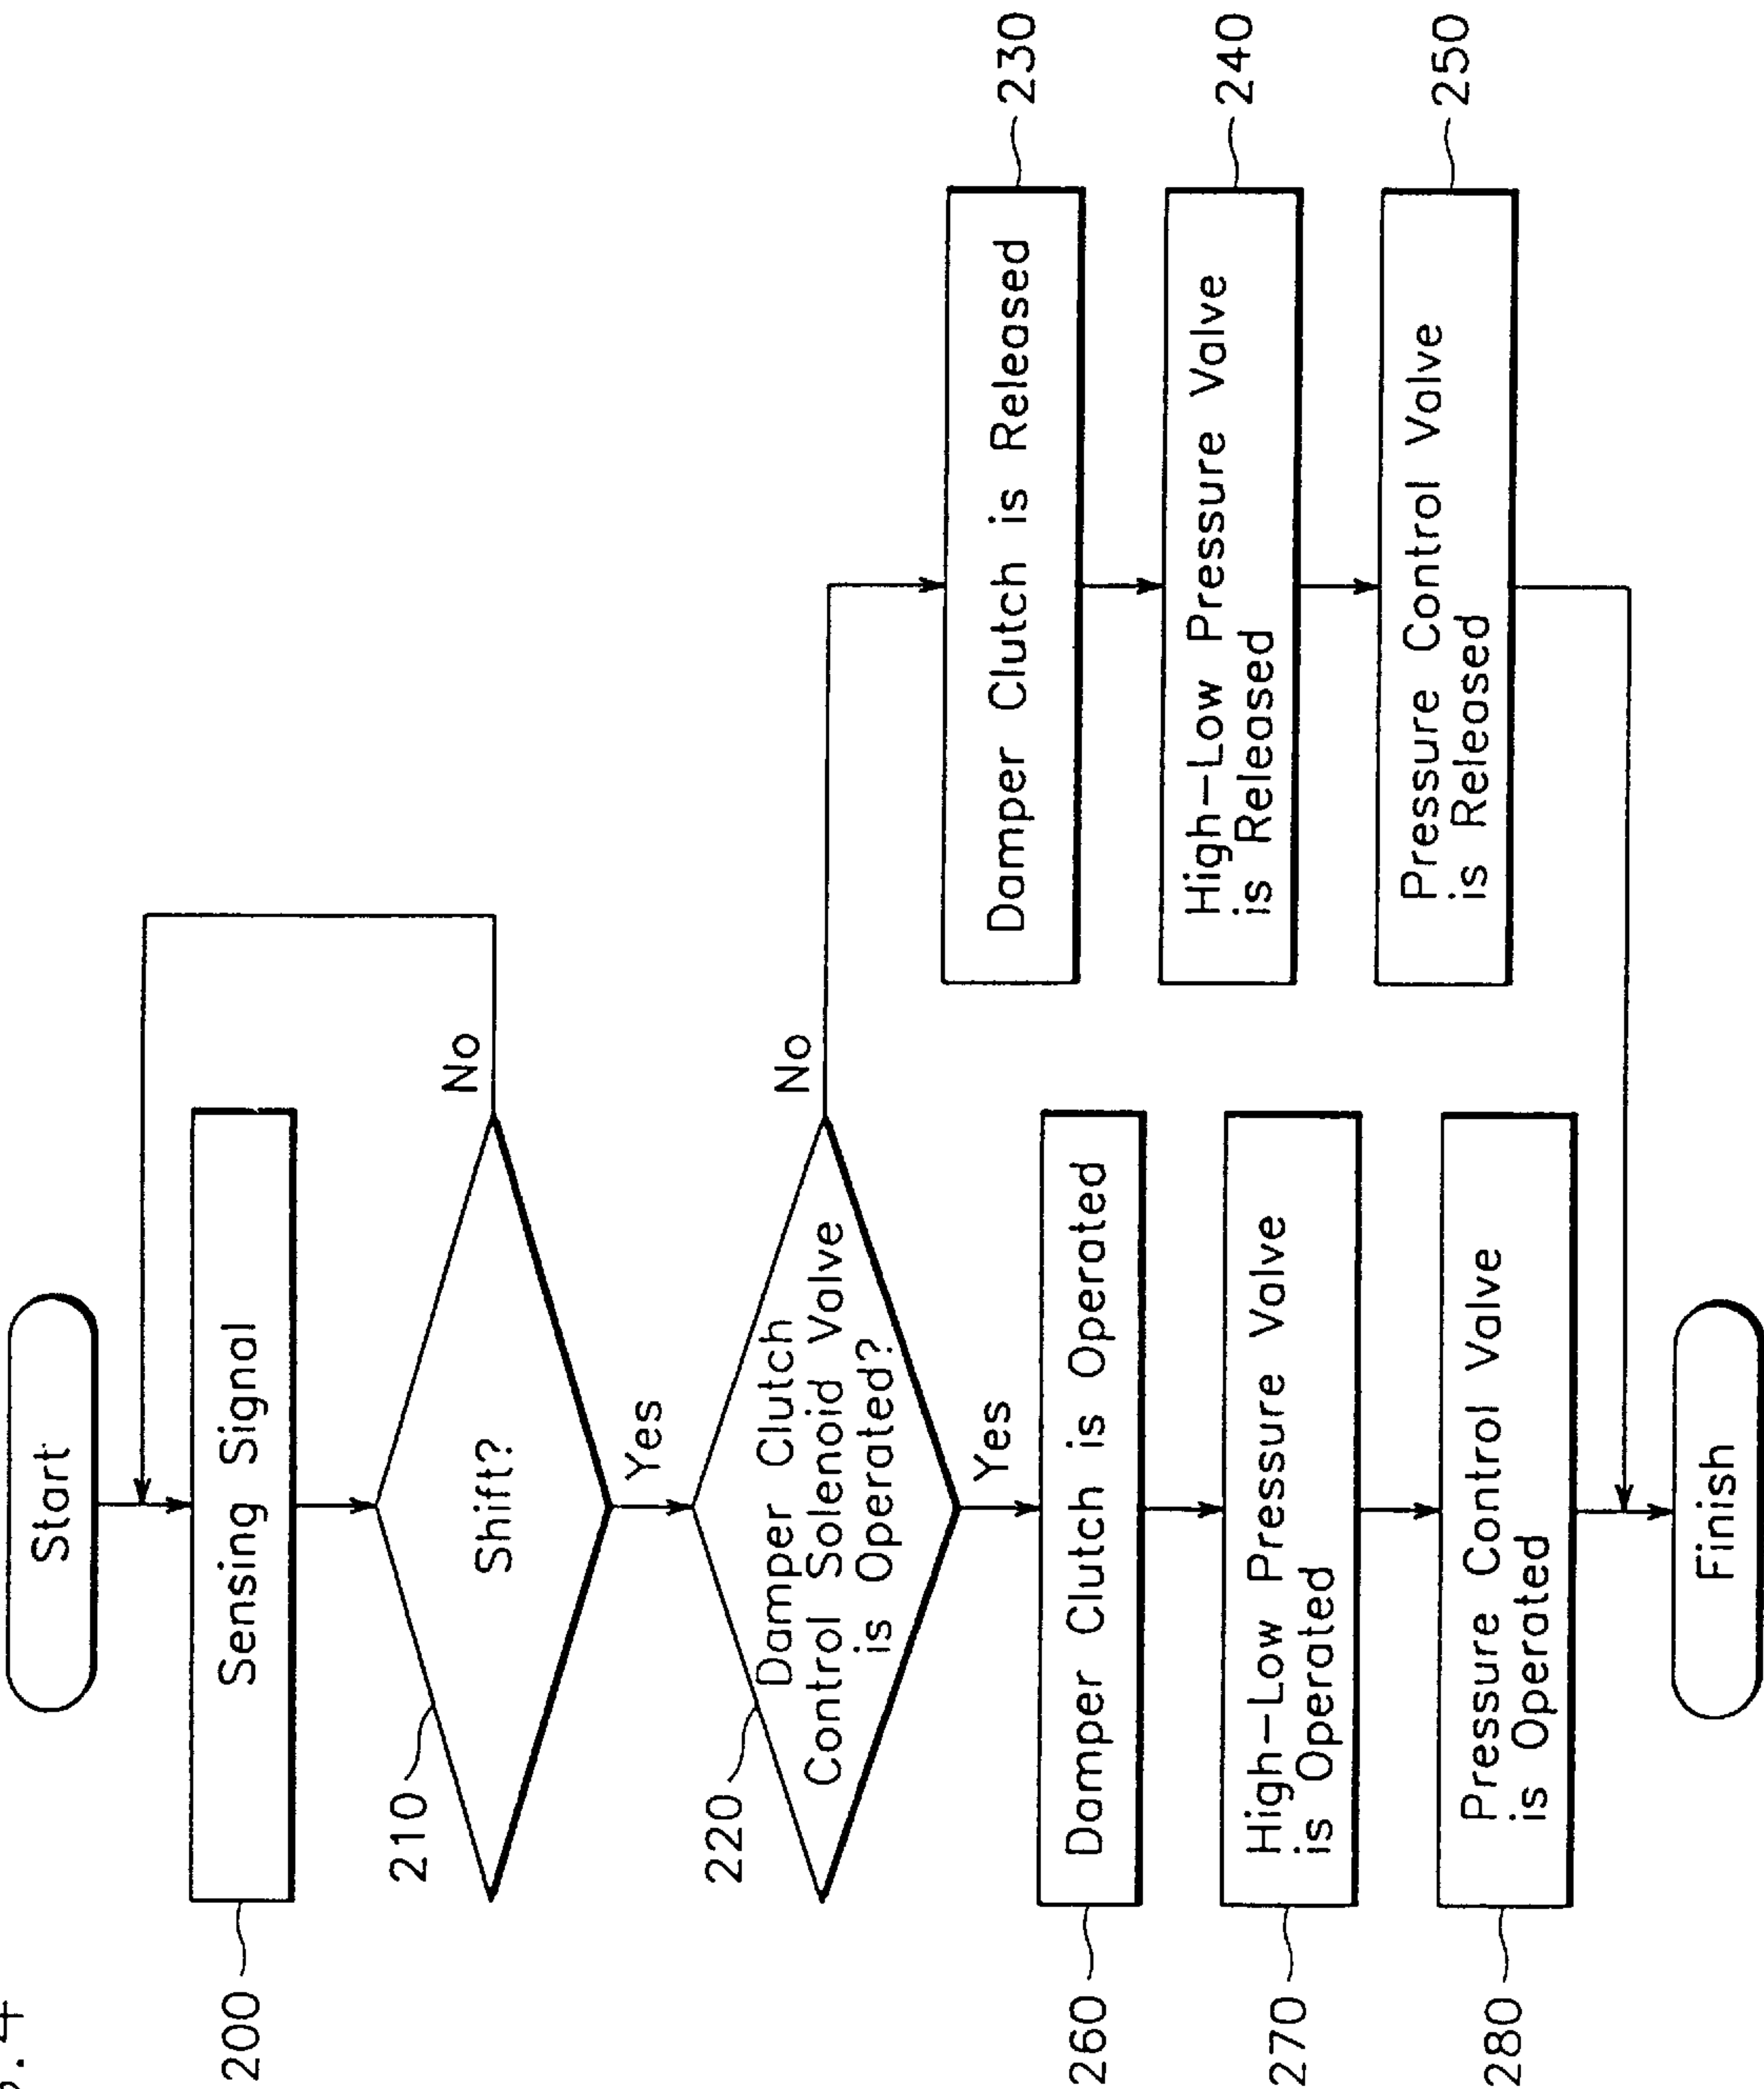 Start
200
Sensing Signal
210
Shift?
No
Yes
220
Damper Clutch
Control Solenoid Valve
is Operated?
No
Yes
Damper Clutch is Released
230
High-Low Pressure Valve
is Released
240
Pressure Control Valve
is Released
250
260
Damper Clutch is Operated
270
High-Low Pressure Valve
is Operated
280
Pressure Control Valve
is Operated
Finish